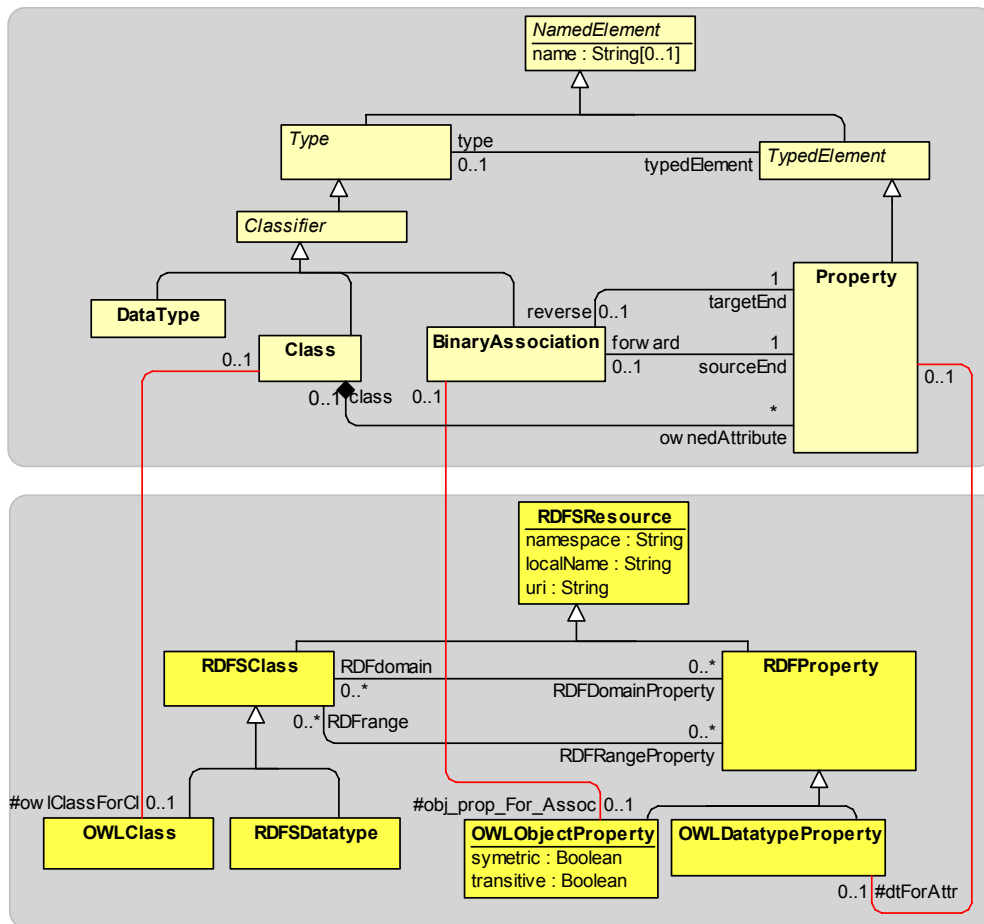 NamedElement
name : String[0..1]
Type
type
0..1
typedElement
TypedElement
Classifier
DataType
Class
0..1
BinaryAssociation
reverse 0..1
1
targetEnd
forward
0..1
1
sourceEnd
Property
0..1
0..1 class
0..1
*
ownedAttribute
RDFSResource
namespace : String
localName : String
uri : String
RDFSClass
RDFdomain
0..*
0..*
RDFDomainProperty
RDFProperty
0..* RDFrange
0..*
RDFRangeProperty
#owlClassForCl 0..1
OWLClass
RDFSDatatype
#obj_prop_For_Assoc 0..1
OWLObjectProperty
symetric : Boolean
transitive : Boolean
OWLDatatypeProperty
0..1 #dtForAttr